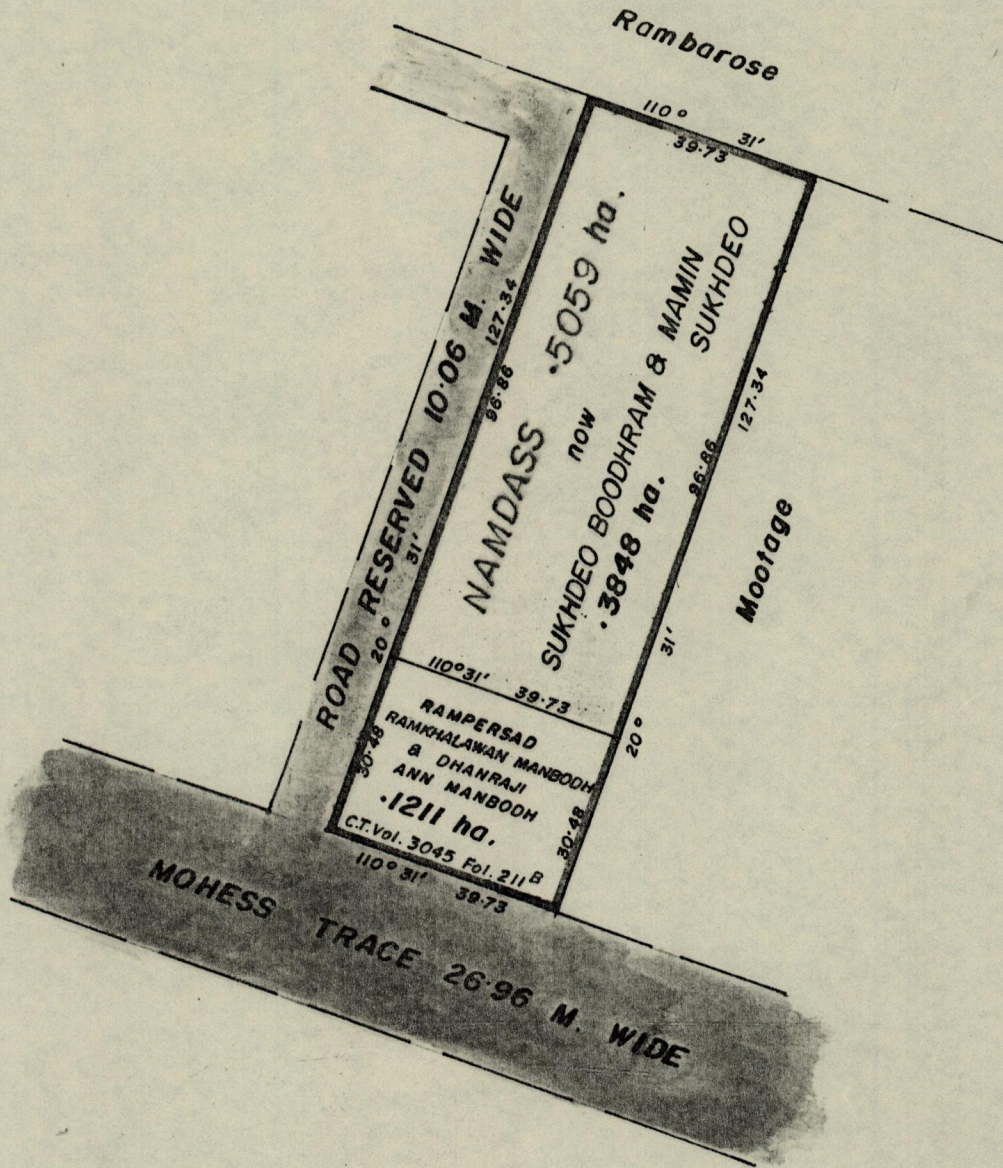 Rambarose
110° 31'
39·73
ROAD RESERVED 10·06 M. WIDE
127·34
96·86
20° 31'
NAMDASS ·5059 ha.
now
SUKHDEO BOODHRAM & MAMIN
SUKHDEO
·3848 ha.
127·34
96·86
20° 31'
Mootage
110°31' 39·73
RAMPERSAD
RAMKHALAWAN MANBODH
& DHANRAJI
ANN MANBODH
·1211 ha.
C.T. Vol. 3045 Fol. 211 B
30·48
30·48
110° 31' 39·73
MOHESS TRACE 26·96 M. WIDE